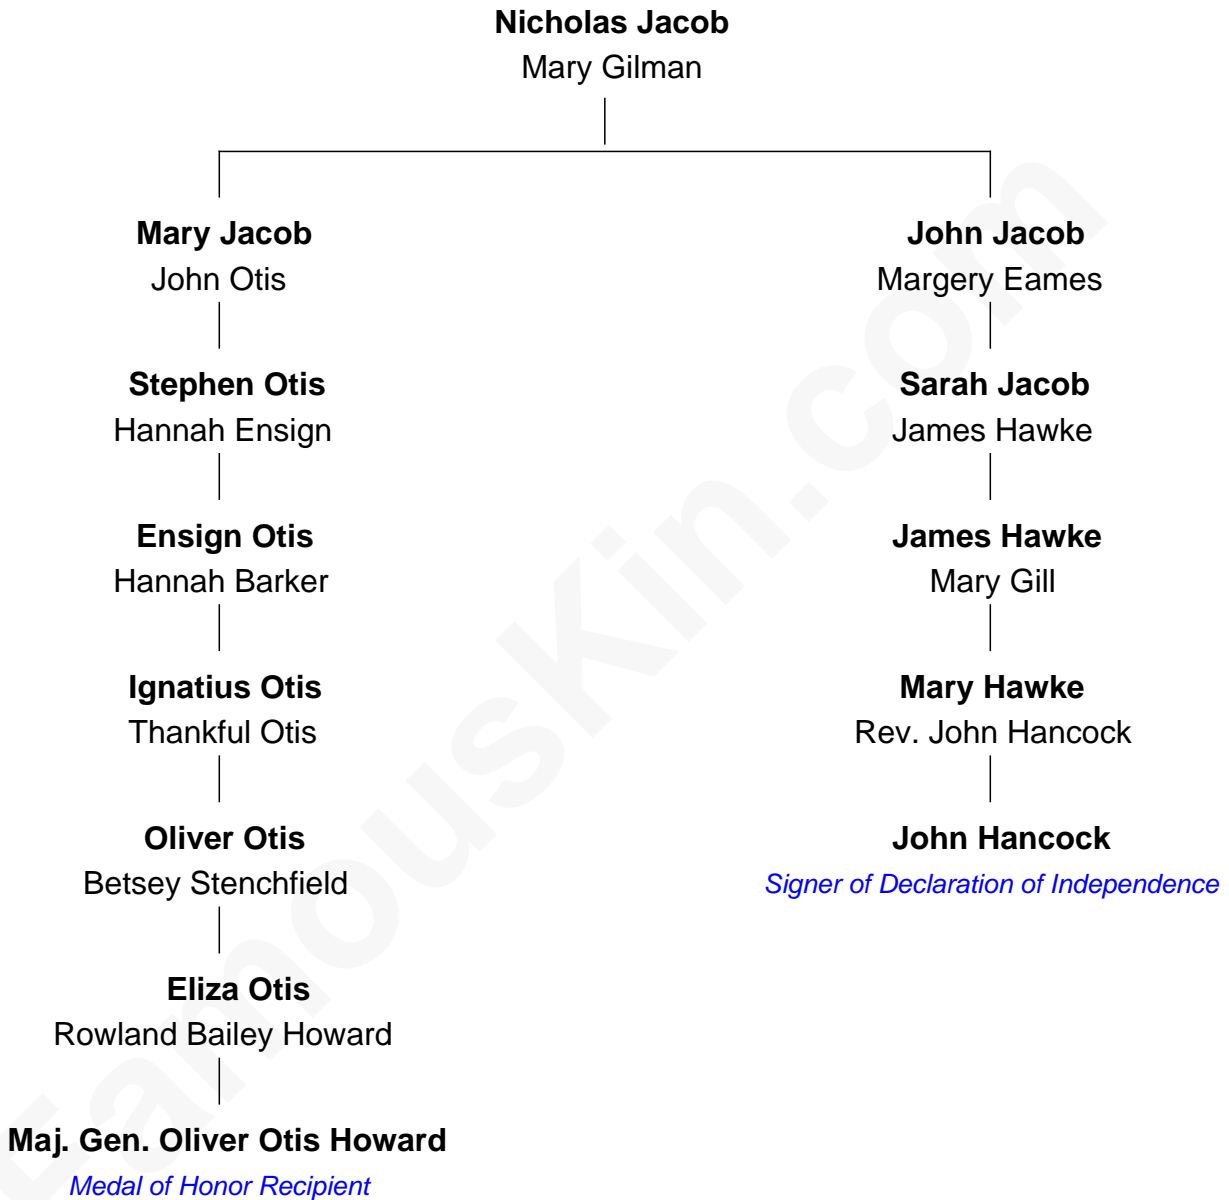 Nicholas Jacob
Mary Gilman
Mary Jacob
John Otis
John Jacob
Margery Eames
Stephen Otis
Hannah Ensign
Sarah Jacob
James Hawke
Ensign Otis
Hannah Barker
James Hawke
Mary Gill
Ignatius Otis
Thankful Otis
Mary Hawke
Rev. John Hancock
Oliver Otis
Betsey Stenchfield
John Hancock
Signer of Declaration of Independence
Eliza Otis
Rowland Bailey Howard
Maj. Gen. Oliver Otis Howard
Medal of Honor Recipient
FamousKin.com